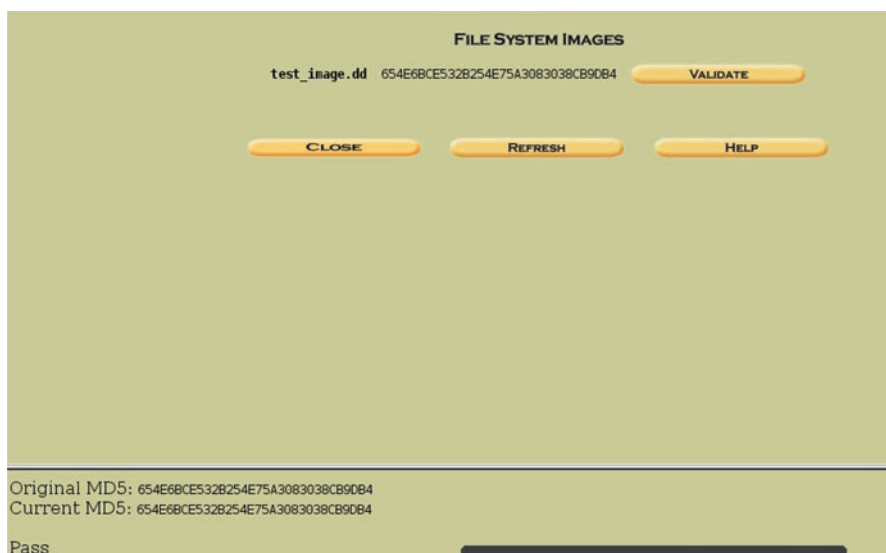 FILE SYSTEM IMAGES
test_image.dd 654E6BCE532B254E75A3083038CB9DB4 VALIDATE
CLOSE REFRESH HELP
Original MD5: 654E6BCE532B254E75A3083038CB9DB4
Current MD5: 654E6BCE532B254E75A3083038CB9DB4
Pass